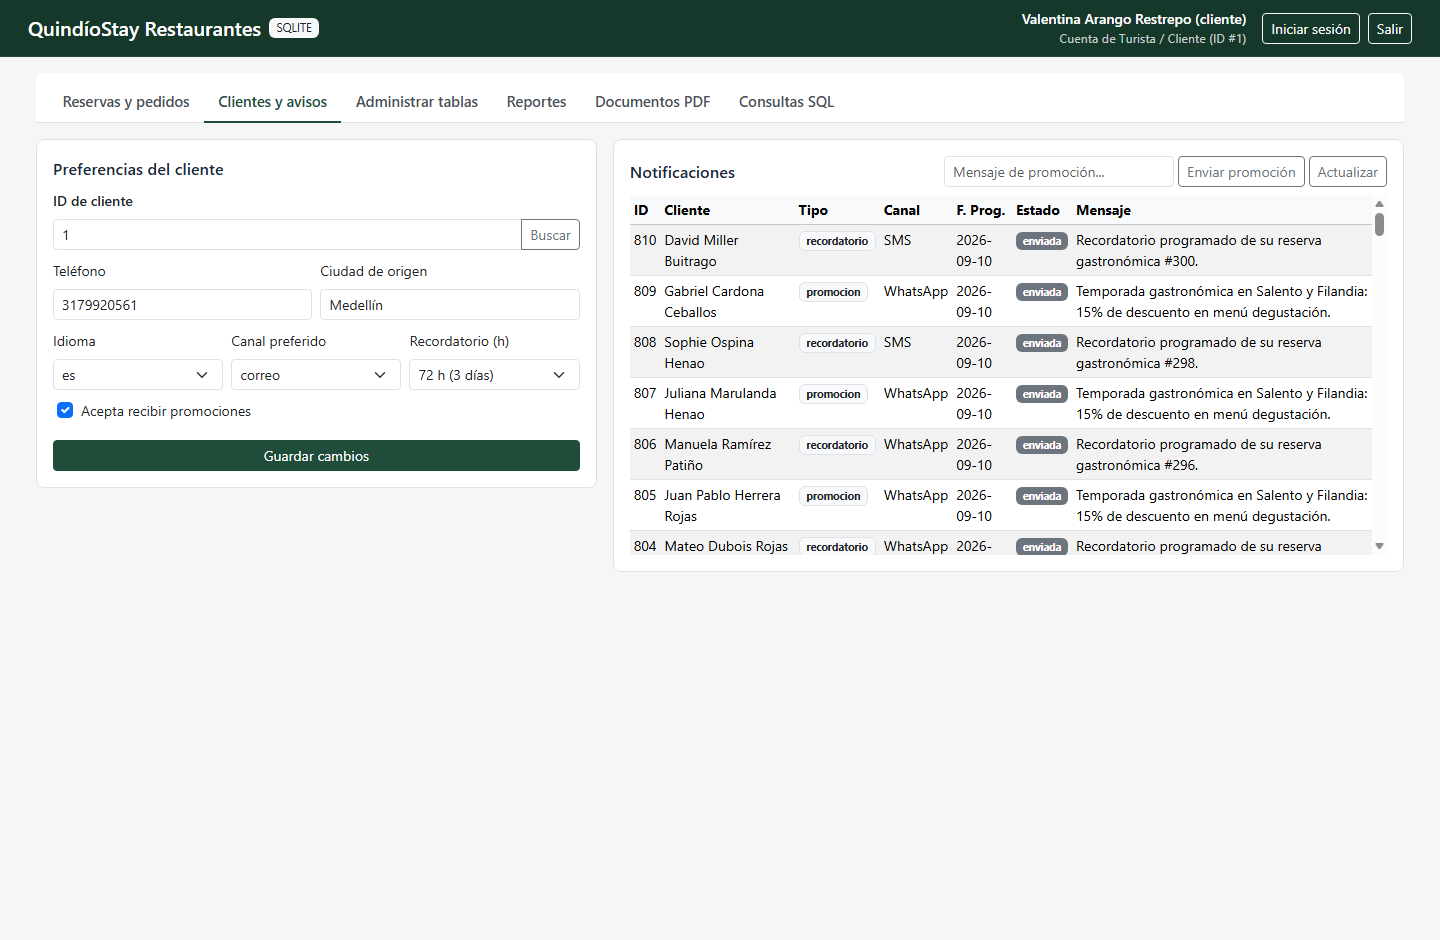 QuindíoStay Restaurantes SQLITE
Valentina Arango Restrepo (cliente)
Cuenta de Turista / Cliente (ID #1)
Iniciar sesión
Salir
Reservas y pedidos Clientes y avisos Administrar tablas Reportes Documentos PDF Consultas SQL
Preferencias del cliente
ID de cliente
1 Buscar
Teléfono Ciudad de origen
3179920561 Medellín
Idioma Canal preferido Recordatorio (h)
es correo 72 h (3 días)
Acepta recibir promociones
Guardar cambios
Notificaciones Mensaje de promoción... Enviar promoción Actualizar
ID Cliente Tipo Canal F. Prog. Estado Mensaje
810 David Miller recordatorio SMS 2026- enviada Recordatorio programado de su reserva
Buitrago 09-10 gastronómica #300.
809 Gabriel Cardona promocion WhatsApp 2026- enviada Temporada gastronómica en Salento y Filandia:
Ceballos 09-10 15% de descuento en menú degustación.
808 Sophie Ospina recordatorio SMS 2026- enviada Recordatorio programado de su reserva
Henao 09-10 gastronómica #298.
807 Juliana Marulanda promocion WhatsApp 2026- enviada Temporada gastronómica en Salento y Filandia:
Henao 09-10 15% de descuento en menú degustación.
806 Manuela Ramírez recordatorio WhatsApp 2026- enviada Recordatorio programado de su reserva
Patiño 09-10 gastronómica #296.
805 Juan Pablo Herrera promocion WhatsApp 2026- enviada Temporada gastronómica en Salento y Filandia:
Rojas 09-10 15% de descuento en menú degustación.
804 Mateo Dubois Rojas recordatorio WhatsApp 2026- enviada Recordatorio programado de su reserva